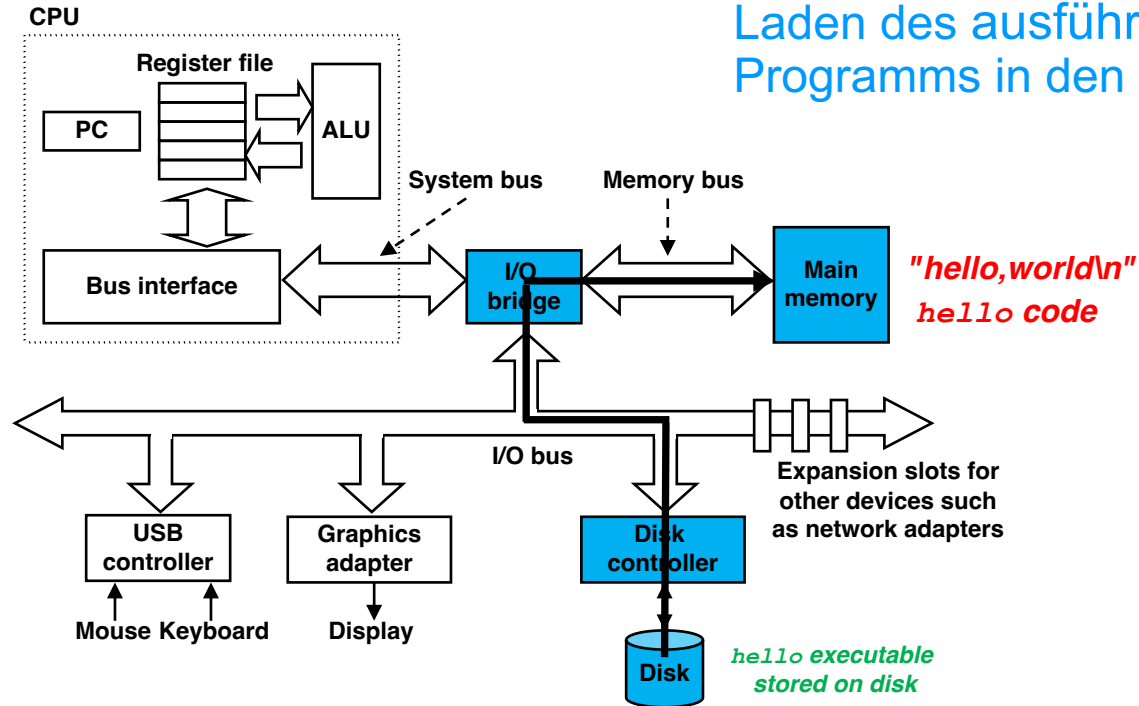 CPU
Laden des ausführ
Programms in den
Register file
PC
ALU
System bus
Memory bus
Bus interface
I/O
bridge
Main
memory
"hello,world\n"
hello code
I/O bus
Expansion slots for
other devices such
as network adapters
USB
controller
Graphics
adapter
Disk
controller
Mouse Keyboard
Display
Disk
hello executable
stored on disk